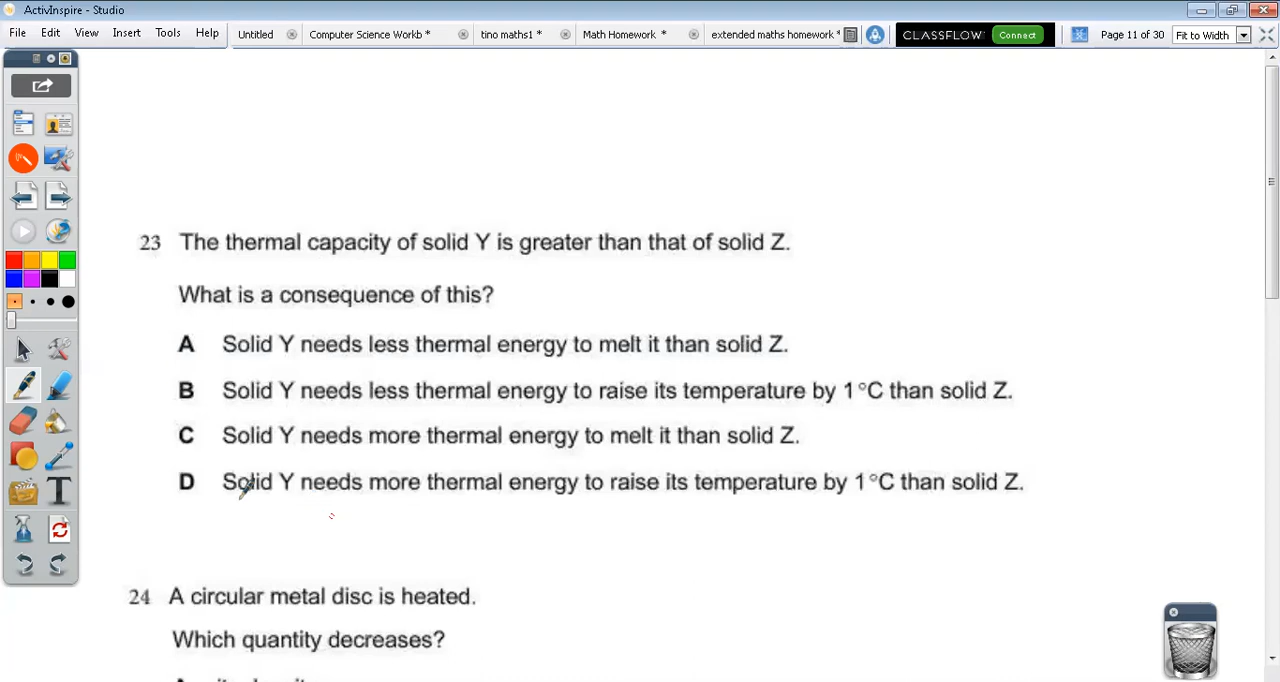 ActivInspire - Studio
File Edit View Insert Tools Help Untitled Computer Science Workb * tino maths1 * Math Homework * extended maths homework * CLASSFLOW Connect Page 11 of 30 Fit to Width
23 The thermal capacity of solid Y is greater than that of solid Z.
What is a consequence of this?
A Solid Y needs less thermal energy to melt it than solid Z.
B Solid Y needs less thermal energy to raise its temperature by 1°C than solid Z.
C Solid Y needs more thermal energy to melt it than solid Z.
D Solid Y needs more thermal energy to raise its temperature by 1°C than solid Z.
24 A circular metal disc is heated.
Which quantity decreases?